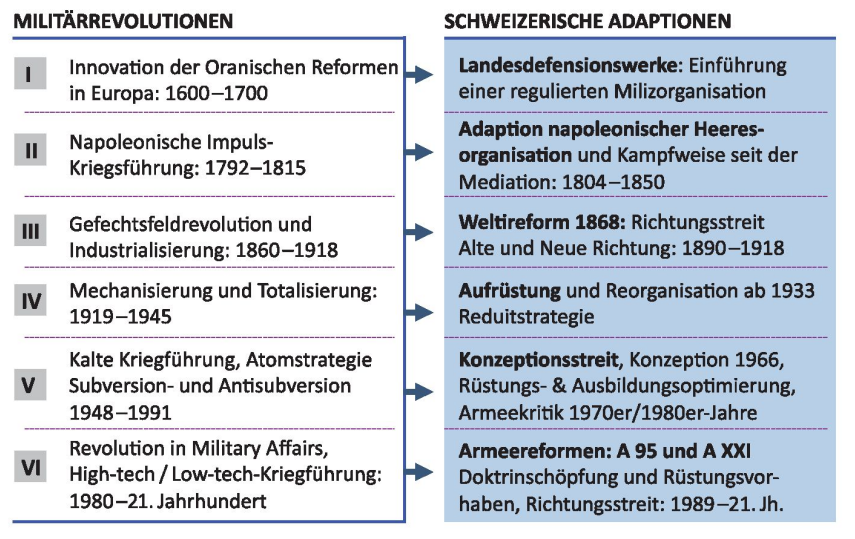 MILITÄRREVOLUTIONEN
SCHWEIZERISCHE ADAPTIONEN
I
Innovation der Oranischen Reformen
in Europa: 1600–1700
Landesdefensionswerke: Einführung
einer regulierten Milizorganisation
II
Napoleonische Impuls-
Kriegsführung: 1792–1815
Adaption napoleonischer Heeres-
organisation und Kampfweise seit der
Mediation: 1804–1850
III
Gefechtsfeldrevolution und
Industrialisierung: 1860–1918
Weltireform 1868: Richtungsstreit
Alte und Neue Richtung: 1890–1918
IV
Mechanisierung und Totalisierung:
1919–1945
Aufrüstung und Reorganisation ab 1933
Reduitstrategie
V
Kalte Kriegführung, Atomstrategie
Subversion- und Antisubversion
1948–1991
Konzeptionsstreit, Konzeption 1966,
Rüstungs- & Ausbildungsoptimierung,
Armeekritik 1970er/1980er-Jahre
VI
Revolution in Military Affairs,
High-tech / Low-tech-Kriegführung:
1980–21. Jahrhundert
Armeereformen: A 95 und A XXI
Doktrinschöpfung und Rüstungsvor-
haben, Richtungsstreit: 1989–21. Jh.